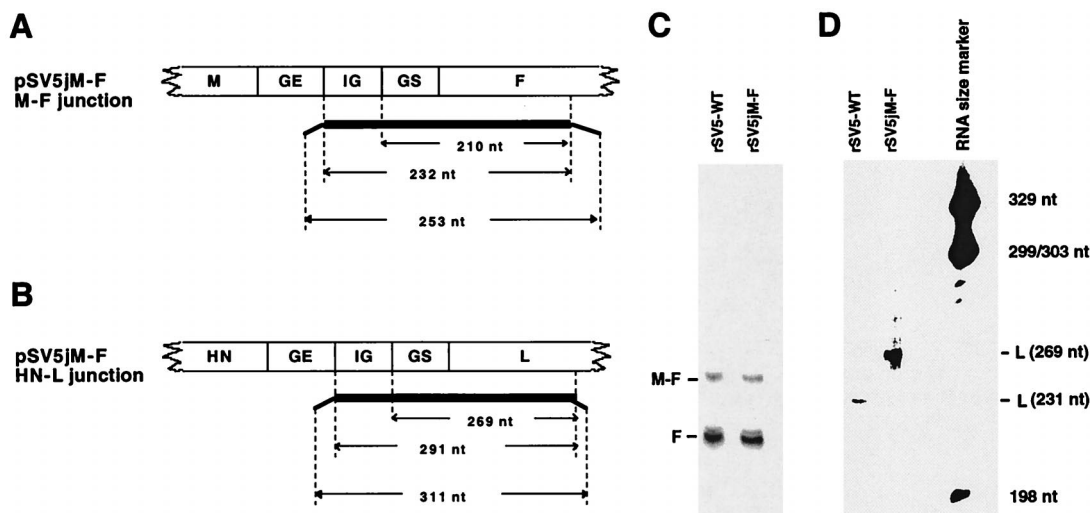 A
pSV5jM-F
M-F junction
M GE IG GS F
210 nt
232 nt
253 nt
B
pSV5jM-F
HN-L junction
HN GE IG GS L
269 nt
291 nt
311 nt
C
rSV5-WT
rSV5jM-F
M-F
F
D
rSV5-WT
rSV5jM-F
RNA size marker
329 nt
299/303 nt
L (269 nt)
L (231 nt)
198 nt